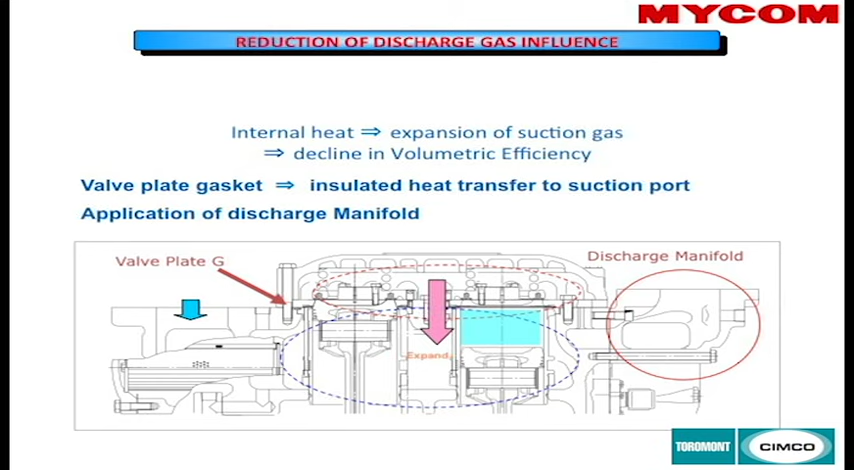 MYCOM
REDUCTION OF DISCHARGE GAS INFLUENCE
Internal heat ⇒ expansion of suction gas
⇒ decline in Volumetric Efficiency
Valve plate gasket ⇒ insulated heat transfer to suction port
Application of discharge Manifold
Valve Plate G
Discharge Manifold
Expand
TOROMONT CIMCO